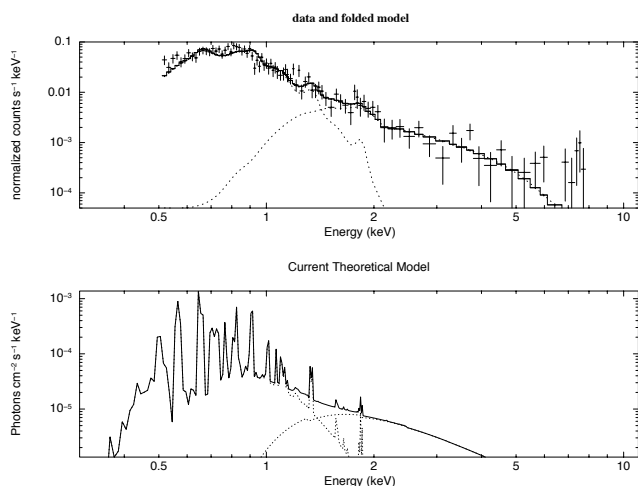 data and folded model
normalized counts s⁻¹ keV⁻¹
0.1
0.01
10⁻³
10⁻⁴
0.5 1 2 5 10
Energy (keV)
Current Theoretical Model
Photons cm⁻² s⁻¹ keV⁻¹
10⁻³
10⁻⁴
10⁻⁵
0.5 1 2 5 10
Energy (keV)